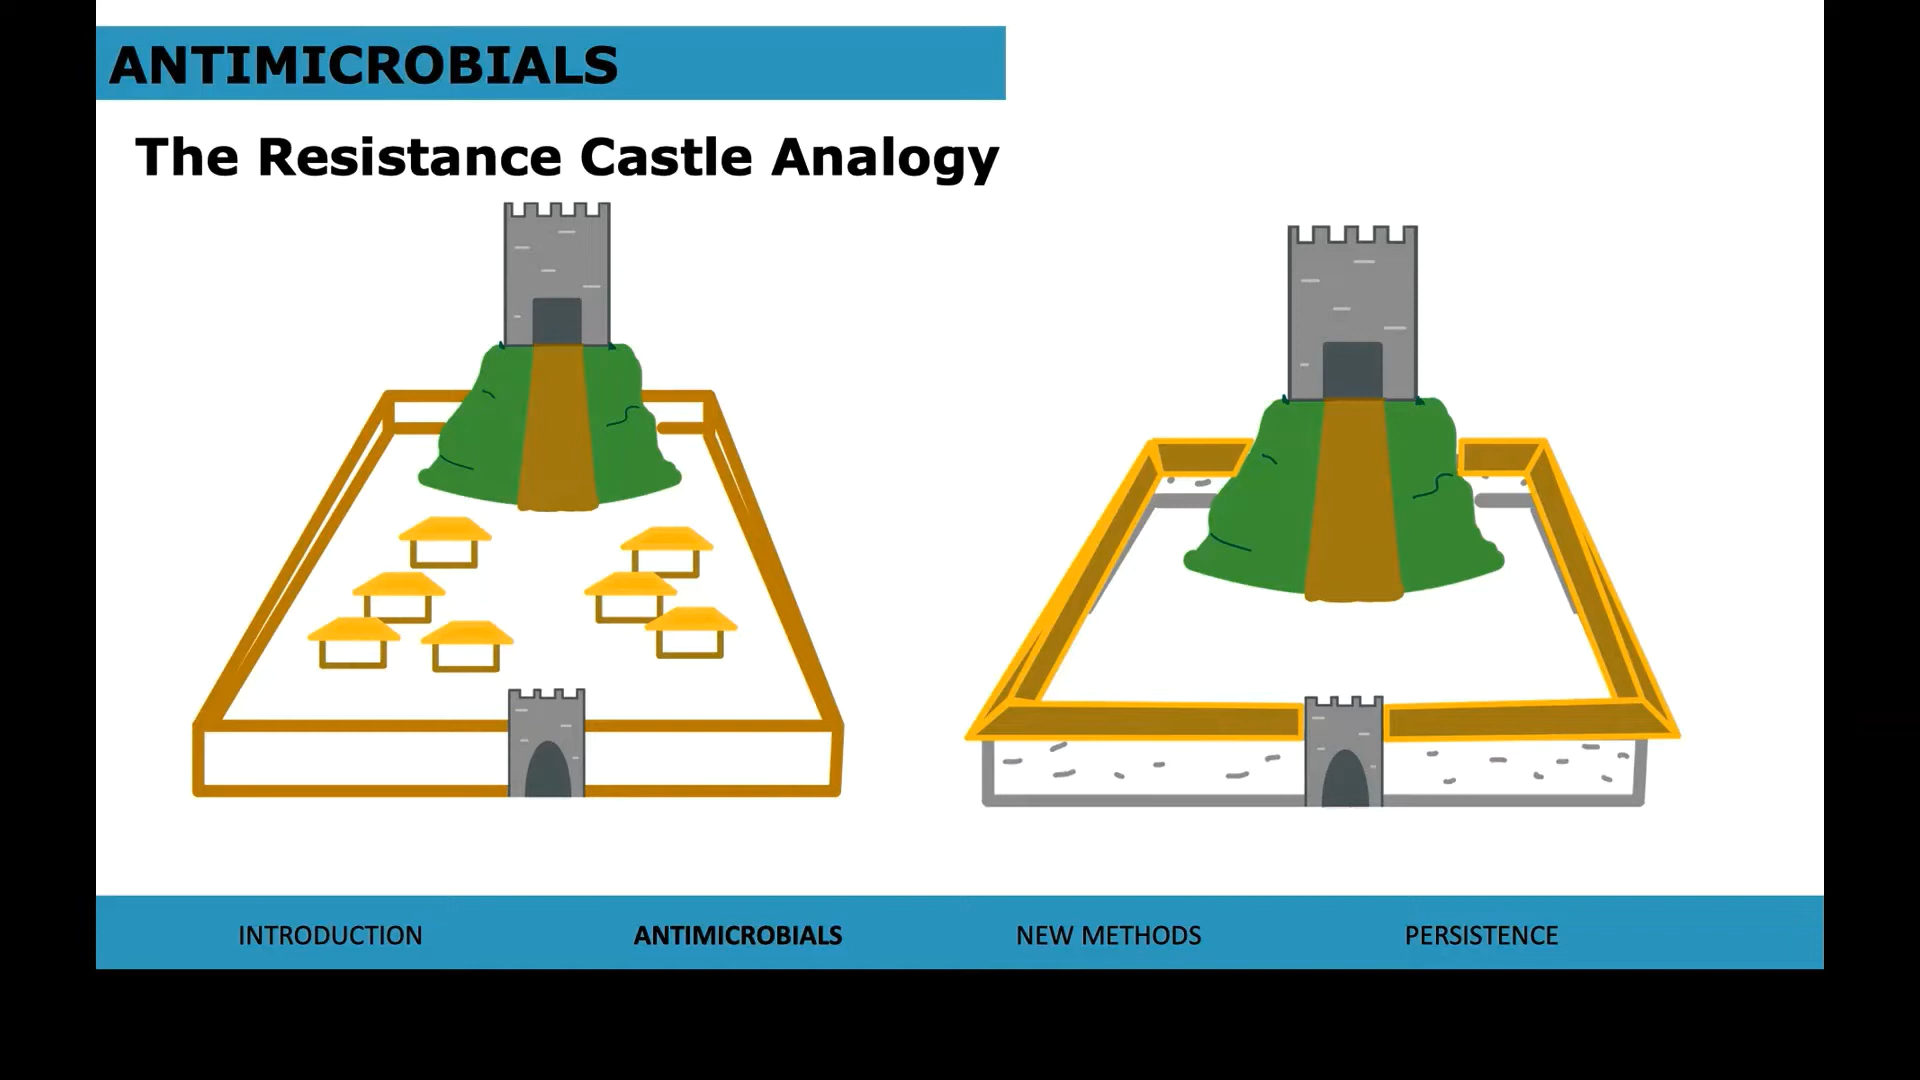 ANTIMICROBIALS
The Resistance Castle Analogy
INTRODUCTION ANTIMICROBIALS NEW METHODS PERSISTENCE